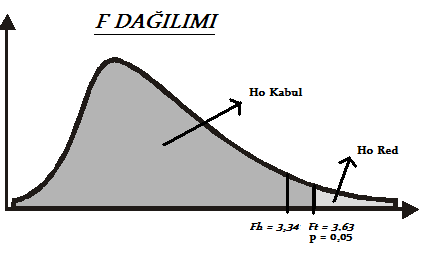 F DAĞILIMI
Ho Kabul
Ho Red
Fh = 3,34 Ft = 3.63
p = 0,05